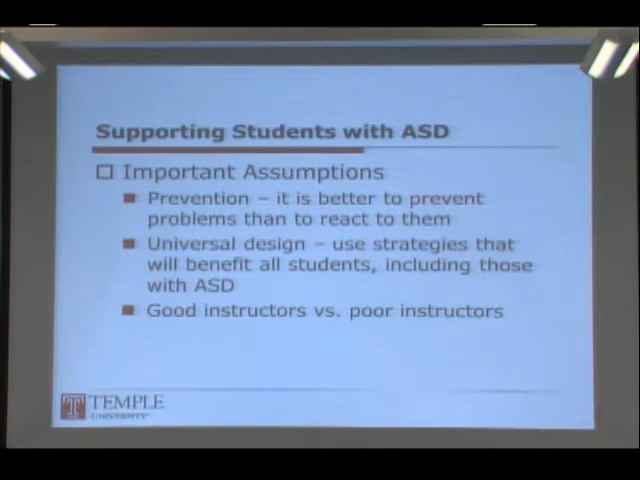 Supporting Students with ASD
Important Assumptions
Prevention – it is better to prevent
problems than to react to them
Universal design – use strategies that
will benefit all students, including those
with ASD
Good instructors vs. poor instructors
TEMPLE
UNIVERSITY